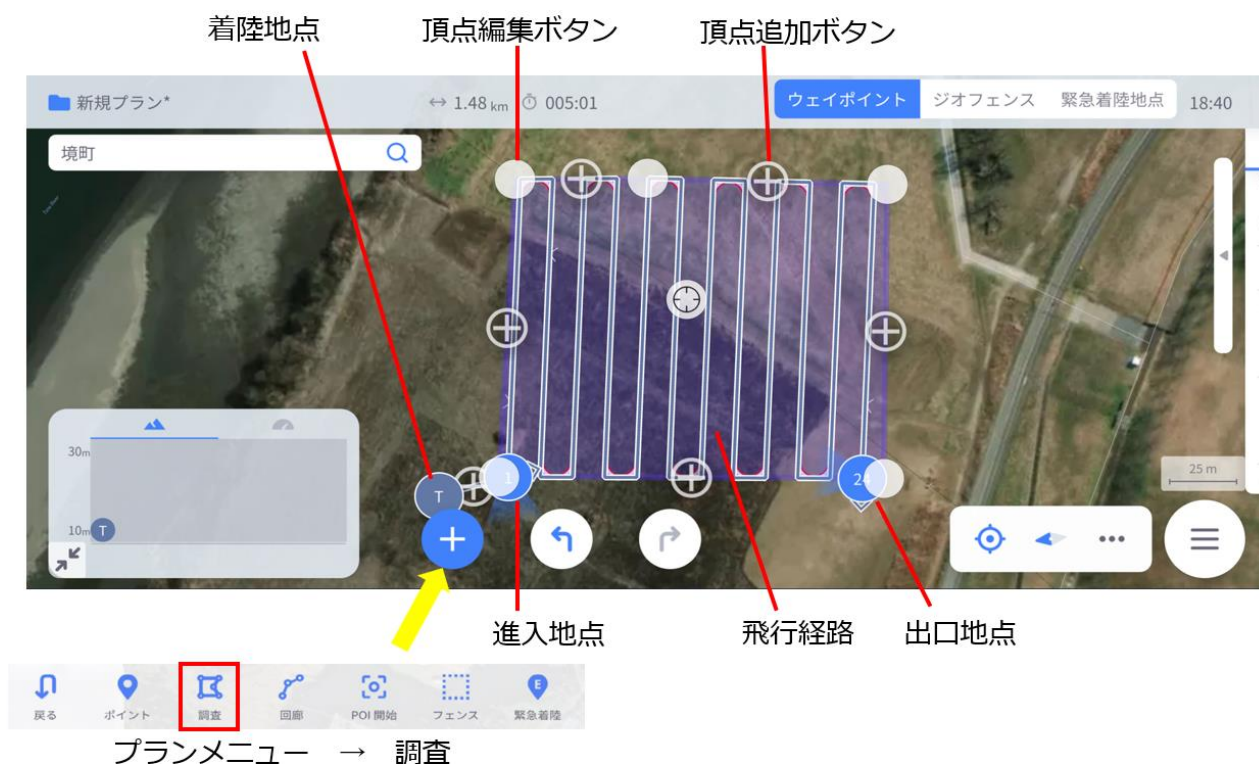 着陸地点 頂点編集ボタン 頂点追加ボタン
新規プラン* ↔ 1.48 km 005:01 ウェイポイント ジオフェンス 緊急着陸地点 18:40
境町
30m
10m T
T 1 24
25 m
進入地点 飛行経路 出口地点
戻る ポイント 調査 回廊 POI 開始 フェンス E 緊急着陸
プランメニュー → 調査